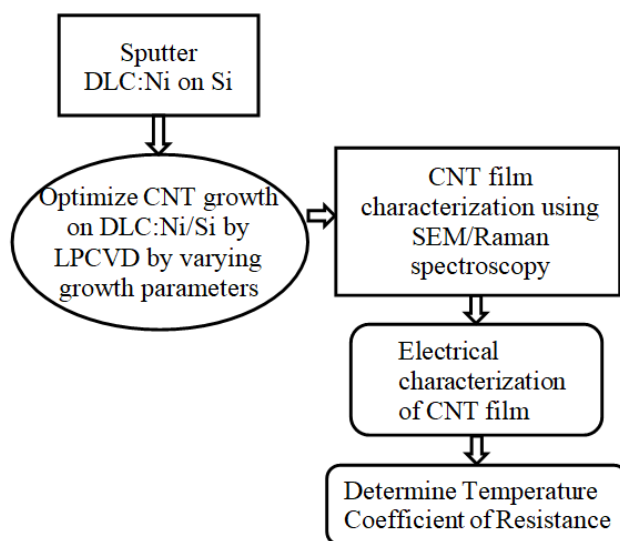 Sputter
DLC:Ni on Si
Optimize CNT growth
on DLC:Ni/Si by
LPCVD by varying
growth parameters
CNT film
characterization using
SEM/Raman
spectroscopy
Electrical
characterization
of CNT film
Determine Temperature
Coefficient of Resistance